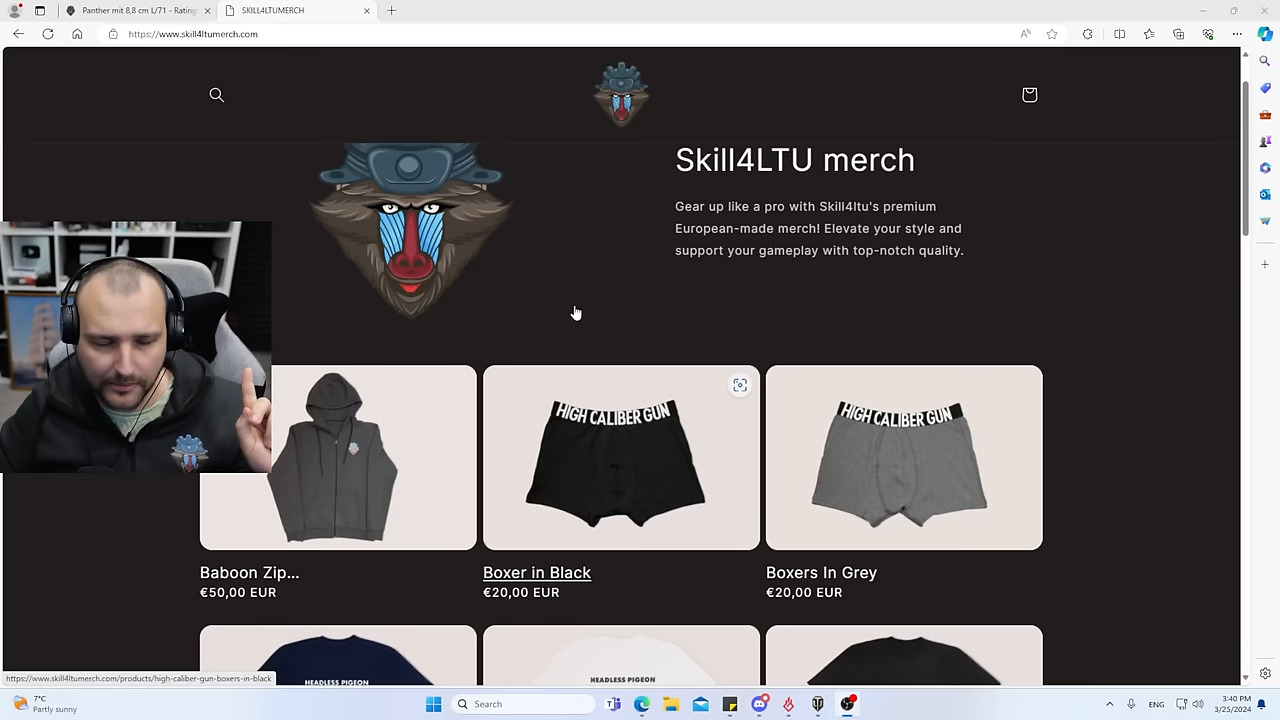 Panther mit 8,8 cm L/71 - Rating
SKILL4LTUMERCH
https://www.skill4ltumerch.com
Skill4LTU merch
Gear up like a pro with Skill4ltu's premium
European-made merch! Elevate your style and
support your gameplay with top-notch quality.
HIGH CALIBER GUN
HIGH CALIBER GUN
Baboon Zip...
€50,00 EUR
Boxer in Black
€20,00 EUR
Boxers In Grey
€20,00 EUR
HEADLESS PIGEON
HEADLESS PIGEON
https://www.skill4ltumerch.com/products/high-caliber-gun-boxers-in-black
7°C
Partly sunny
Search
ENG
3:40 PM
3/25/2024